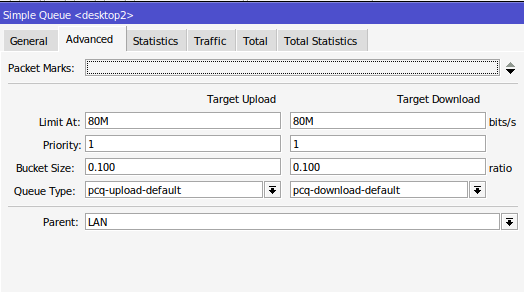 Simple Queue <desktop2>
General Advanced Statistics Traffic Total Total Statistics
Packet Marks:
Target Upload Target Download
Limit At: 80M 80M bits/s
Priority: 1 1
Bucket Size: 0.100 0.100 ratio
Queue Type: pcq-upload-default pcq-download-default
Parent: LAN